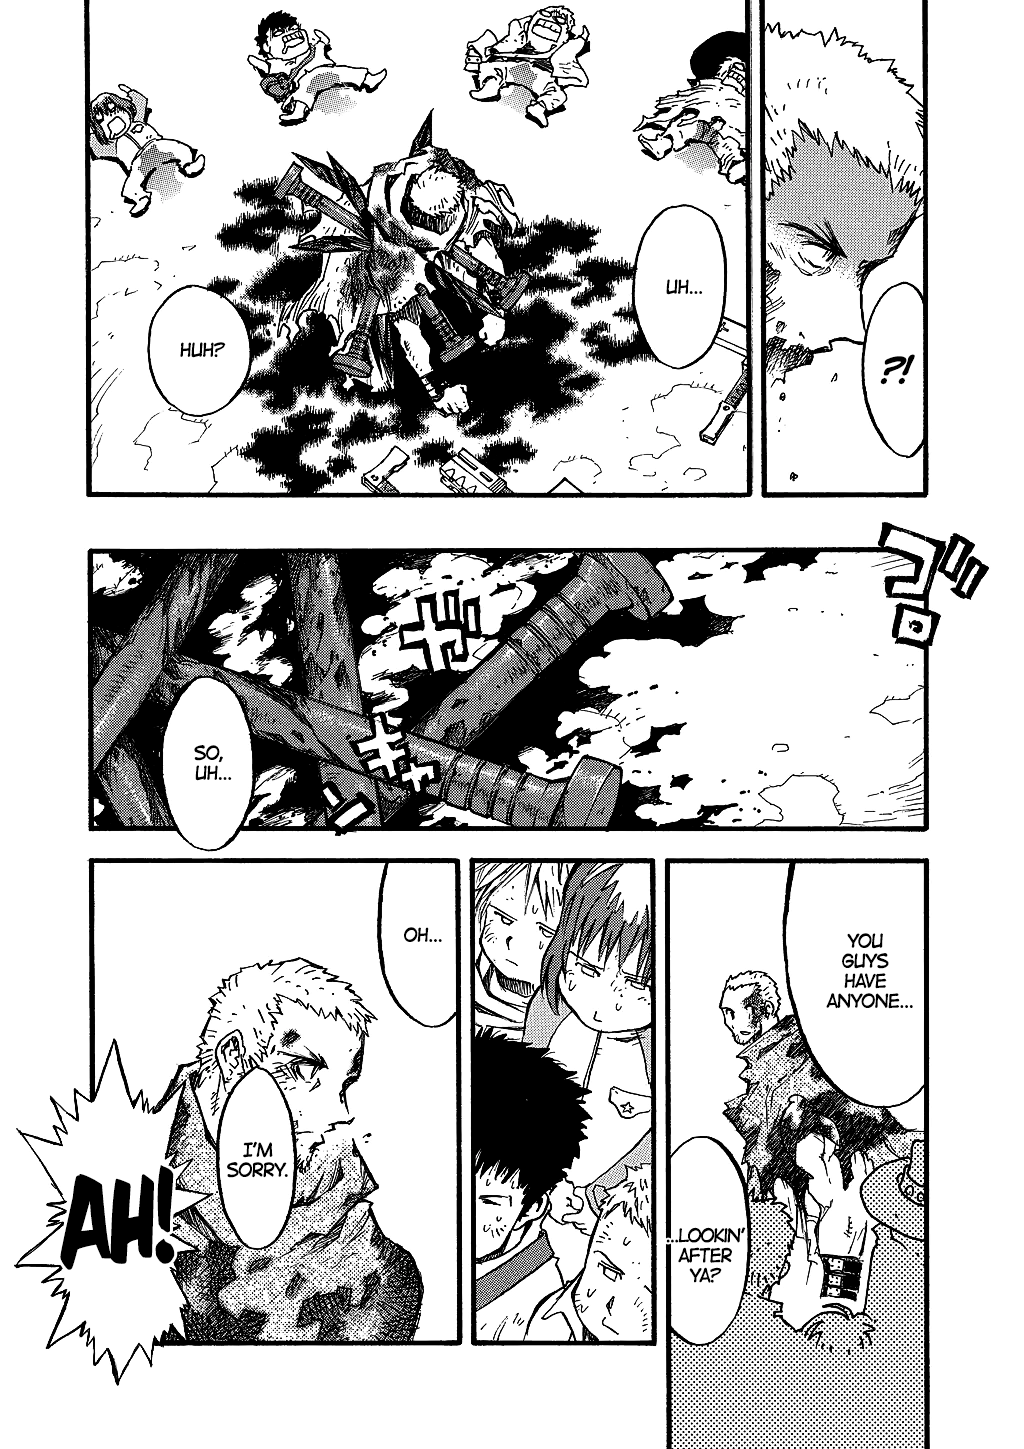 ?!
UH...
HUH?
SO,
UH...
YOU
GUYS
HAVE
ANYONE...
...LOOKIN'
AFTER
YA?
OH...
I'M
SORRY.
AH!